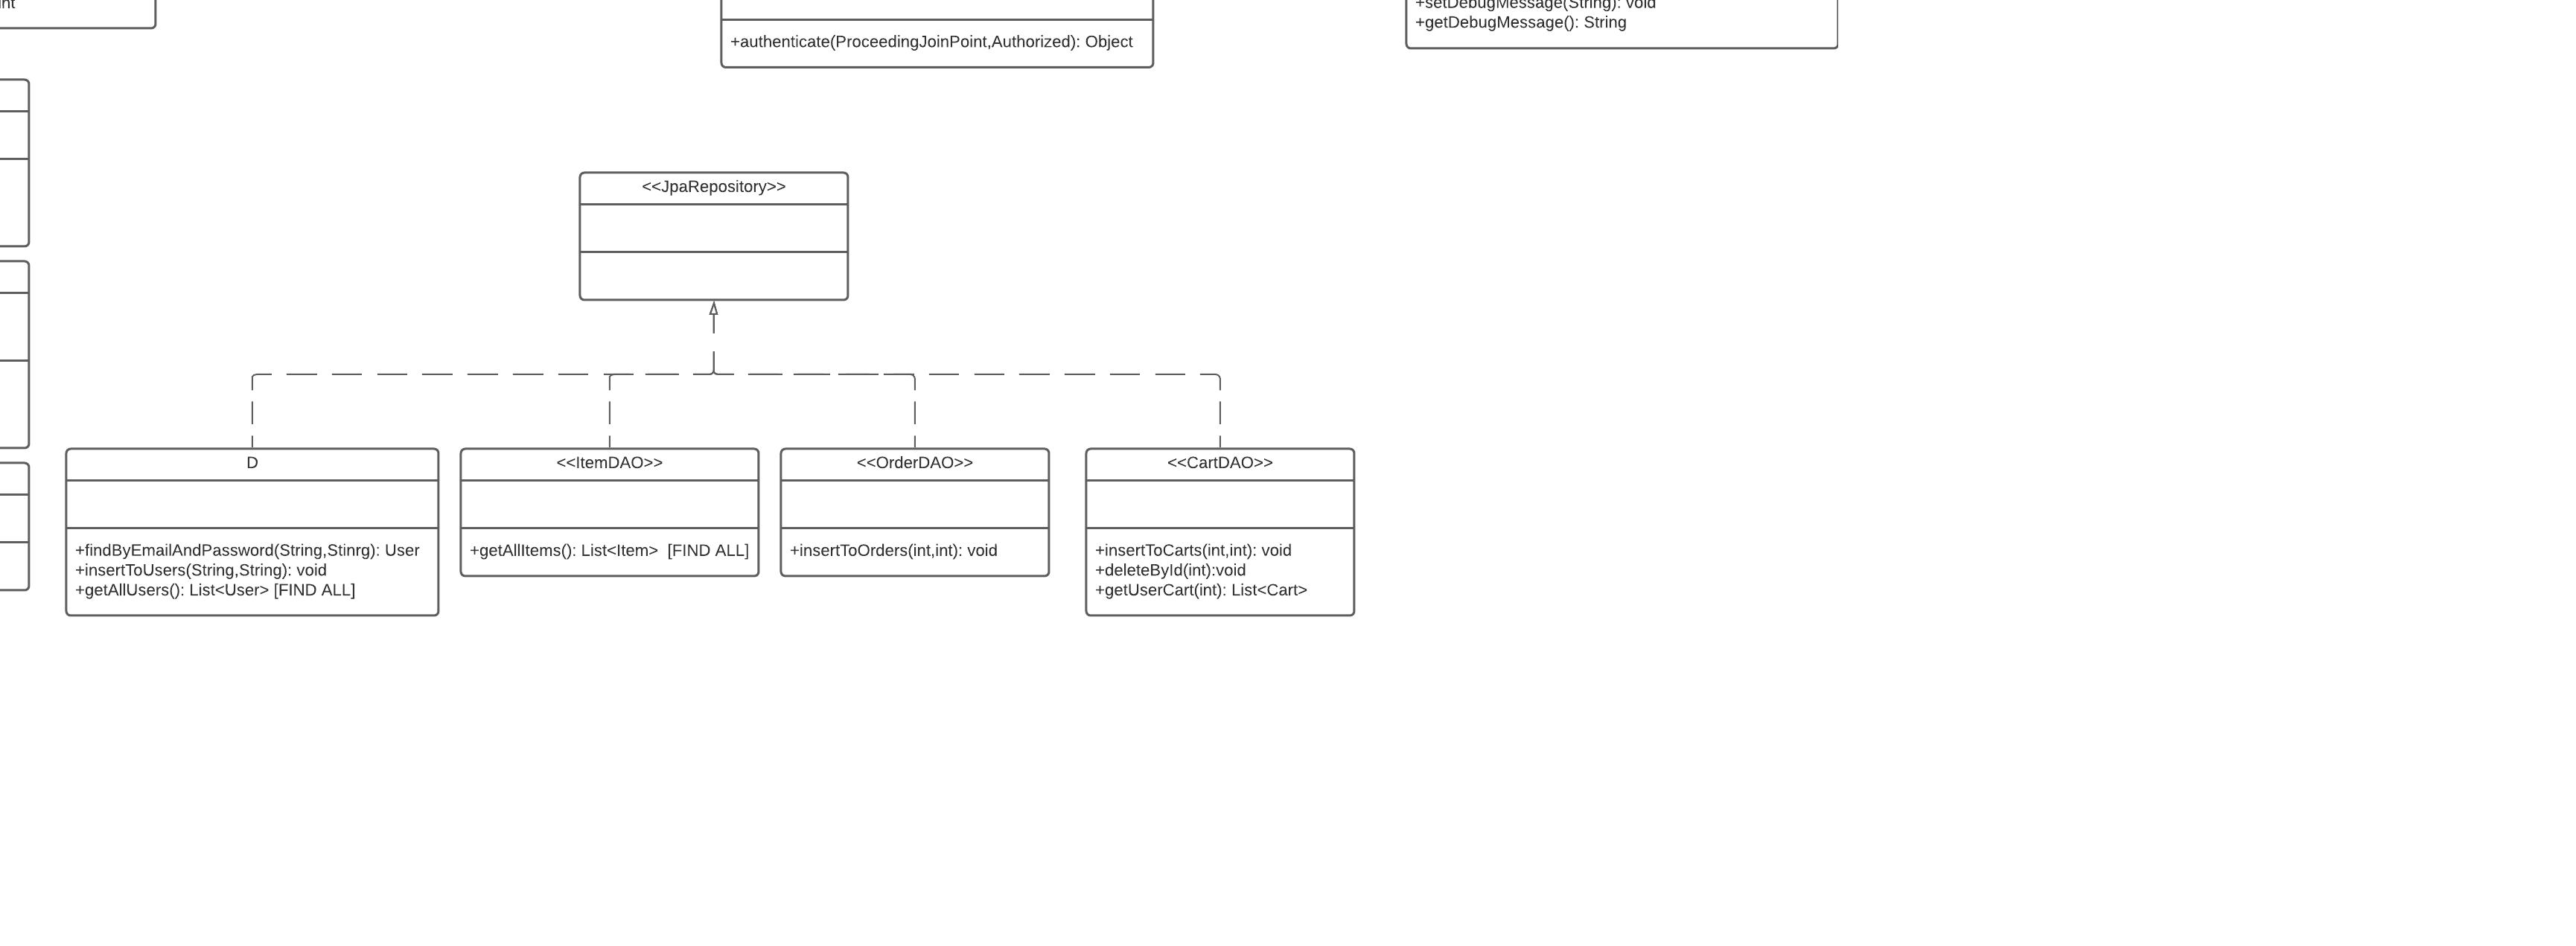 +authenticate(ProceedingJoinPoint,Authorized): Object
+setDebugMessage(String): void
+getDebugMessage(): String
<<JpaRepository>>
D
+findByEmailAndPassword(String,Stinrg): User
+insertToUsers(String,String): void
+getAllUsers(): List<User> [FIND ALL]
<<ItemDAO>>
+getAllItems(): List<Item>  [FIND ALL]
<<OrderDAO>>
+insertToOrders(int,int): void
<<CartDAO>>
+insertToCarts(int,int): void
+deleteById(int):void
+getUserCart(int): List<Cart>